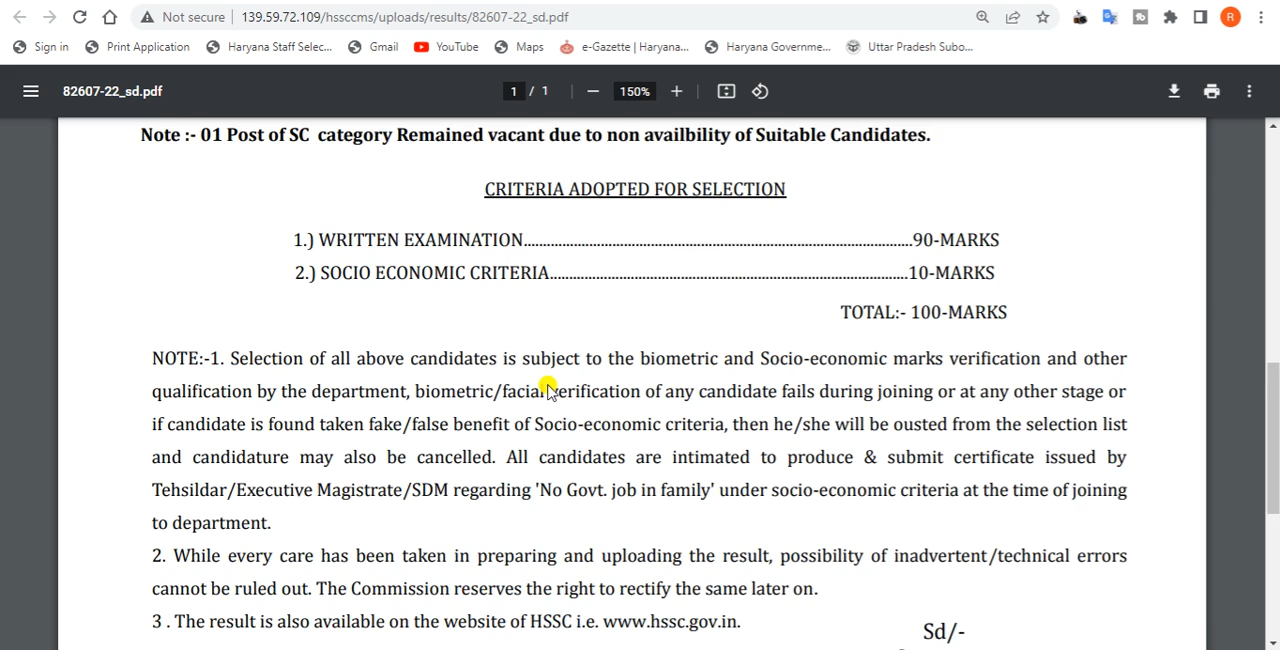 Not secure | 139.59.72.109/hssccms/uploads/results/82607-22_sd.pdf
R
Sign in Print Application Haryana Staff Selec... Gmail YouTube Maps e-Gazette | Haryana... Haryana Governme... Uttar Pradesh Subo...
82607-22_sd.pdf 1 / 1 150%
Note :- 01 Post of SC category Remained vacant due to non availbility of Suitable Candidates.
CRITERIA ADOPTED FOR SELECTION
1.) WRITTEN EXAMINATION..........................................................................................90-MARKS
2.) SOCIO ECONOMIC CRITERIA...................................................................................10-MARKS
TOTAL:- 100-MARKS
NOTE:-1. Selection of all above candidates is subject to the biometric and Socio-economic marks verification and other
qualification by the department, biometric/facial verification of any candidate fails during joining or at any other stage or
if candidate is found taken fake/false benefit of Socio-economic criteria, then he/she will be ousted from the selection list
and candidature may also be cancelled. All candidates are intimated to produce & submit certificate issued by
Tehsildar/Executive Magistrate/SDM regarding 'No Govt. job in family' under socio-economic criteria at the time of joining
to department.
2. While every care has been taken in preparing and uploading the result, possibility of inadvertent/technical errors
cannot be ruled out. The Commission reserves the right to rectify the same later on.
3 . The result is also available on the website of HSSC i.e. www.hssc.gov.in.
Sd/-